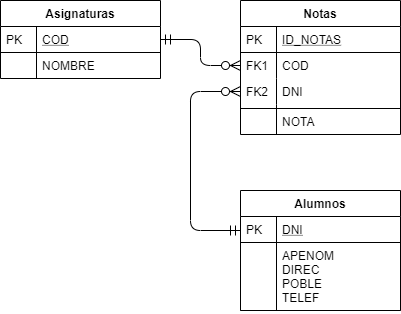 Asignaturas
PK COD
NOMBRE
Notas
PK ID_NOTAS
FK1 COD
FK2 DNI
NOTA
Alumnos
PK DNI
APENOM
DIREC
POBLE
TELEF